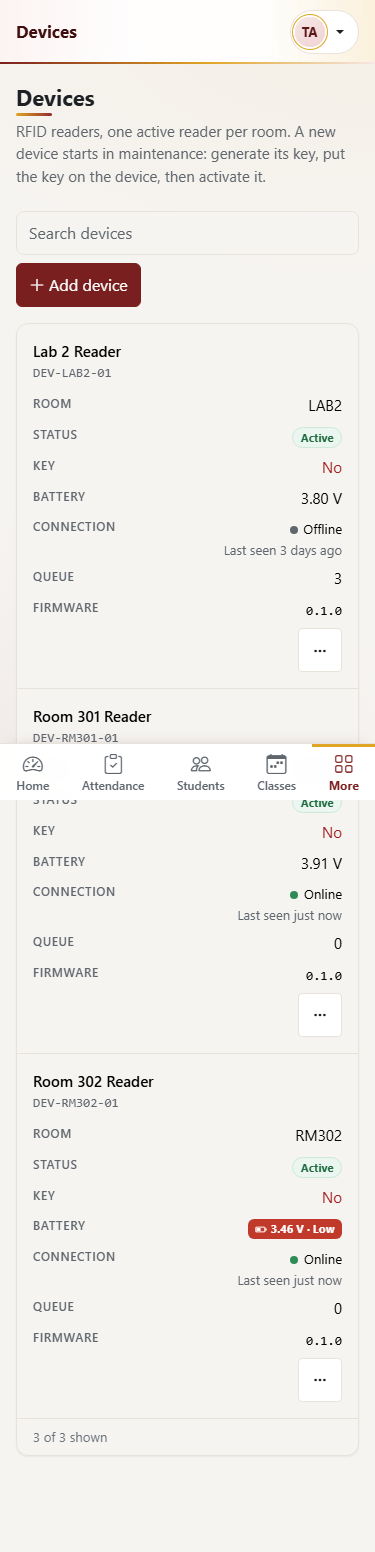 Devices
TA
Devices
RFID readers, one active reader per room. A new
device starts in maintenance: generate its key, put
the key on the device, then activate it.
Search devices
+ Add device
Lab 2 Reader
DEV-LAB2-01
ROOM LAB2
STATUS Active
KEY No
BATTERY 3.80 V
CONNECTION Offline
Last seen 3 days ago
QUEUE 3
FIRMWARE 0.1.0
...
Room 301 Reader
DEV-RM301-01
Home Attendance Students Classes More
STATUS Active
KEY No
BATTERY 3.91 V
CONNECTION Online
Last seen just now
QUEUE 0
FIRMWARE 0.1.0
...
Room 302 Reader
DEV-RM302-01
ROOM RM302
STATUS Active
KEY No
BATTERY 3.46 V · Low
CONNECTION Online
Last seen just now
QUEUE 0
FIRMWARE 0.1.0
...
3 of 3 shown